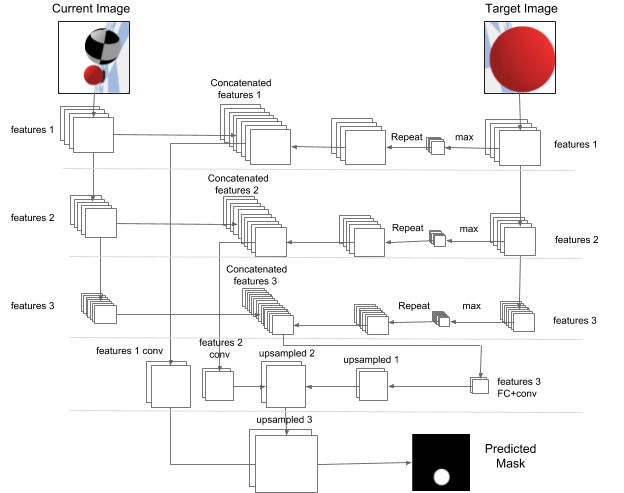 Current Image
Target Image
Concatenated
features 1
features 1
Repeat
max
features 1
Concatenated
features 2
features 2
Repeat
max
features 2
Concatenated
features 3
features 3
Repeat
max
features 3
features 1 conv
features 2
conv
upsampled 2
upsampled 1
features 3
FC+conv
upsampled 3
Predicted
Mask